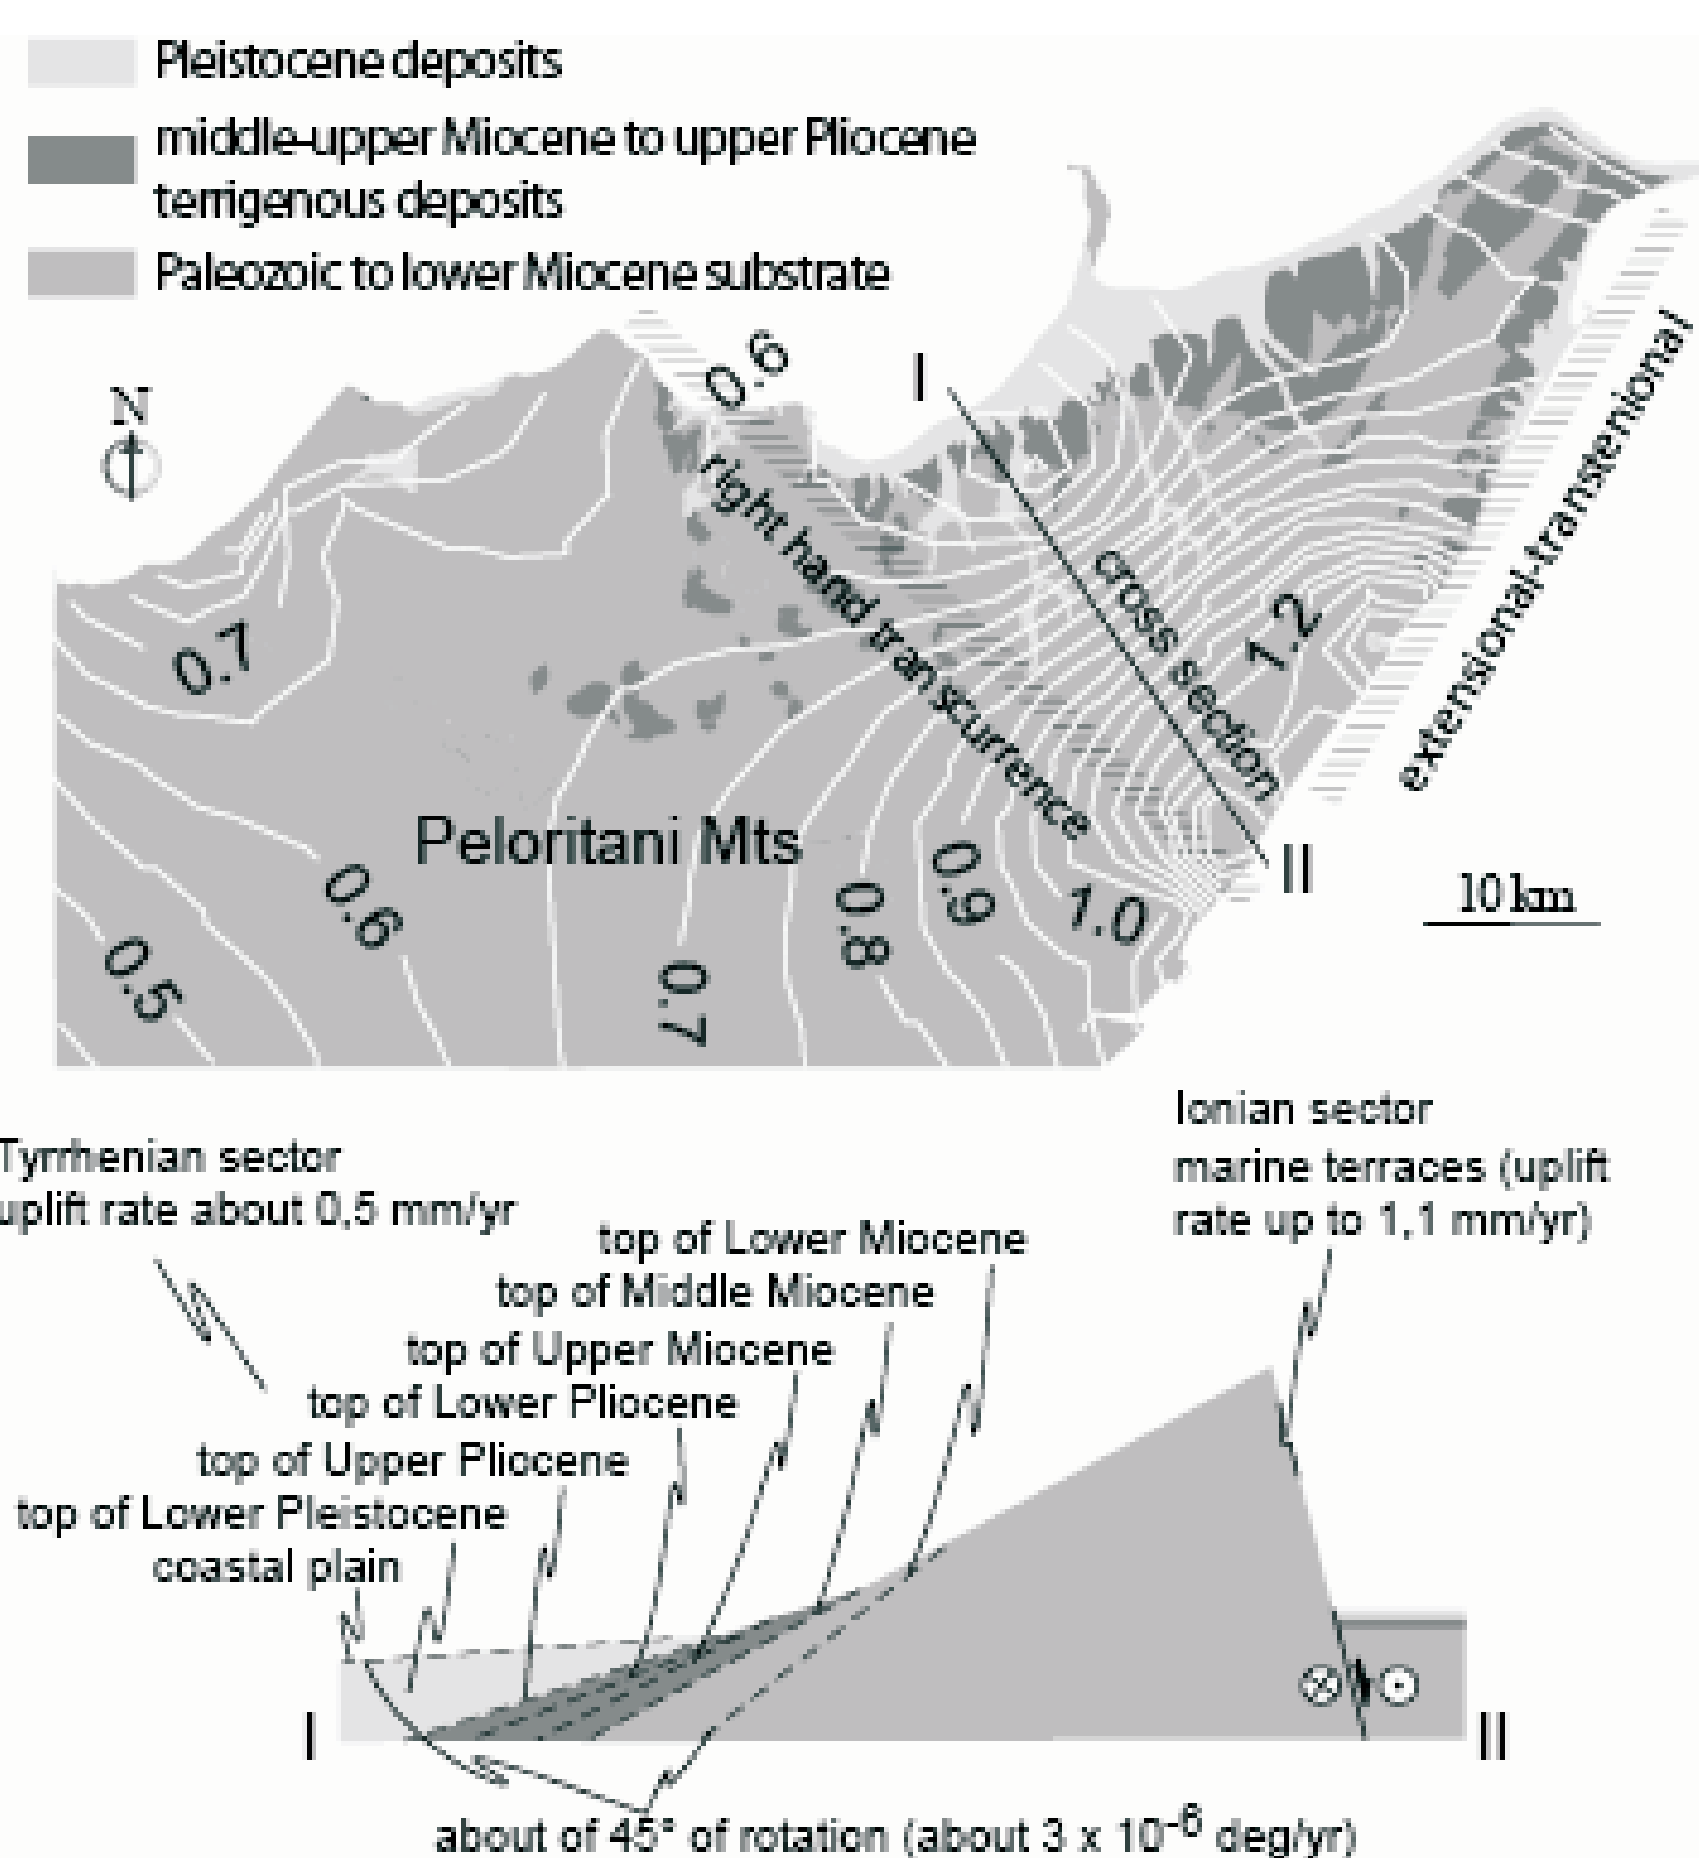 Pleistocene deposits
middle-upper Miocene to upper Pliocene
terrigenous deposits
Paleozoic to lower Miocene substrate
N
0.6
I
right hand transcurrence
cross section
extensional-transtenional
1.2
0.7
Peloritani Mts
0.6
0.5
0.7
0.8
0.9
1.0
II
10 km
Ionian sector
marine terraces (uplift
rate up to 1,1 mm/yr)
Tyrrhenian sector
uplift rate about 0,5 mm/yr
top of Lower Miocene
top of Middle Miocene
top of Upper Miocene
top of Lower Pliocene
top of Upper Pliocene
top of Lower Pleistocene
coastal plain
I
II
about of 45° of rotation (about 3 x 10⁻⁶ deg/yr)